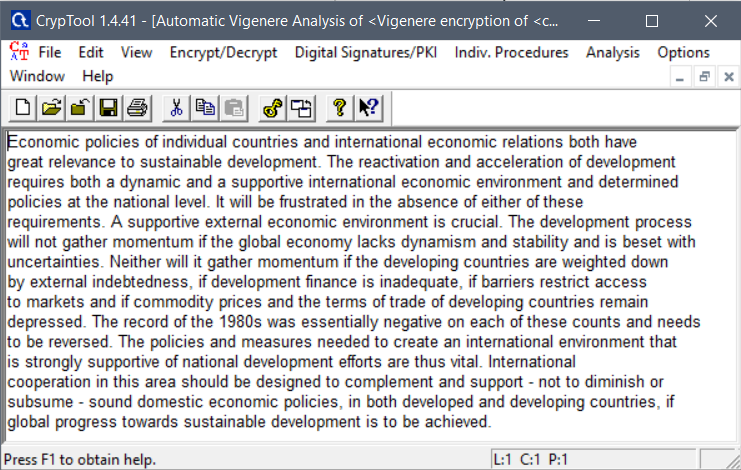 CrypTool 1.4.41 - [Automatic Vigenere Analysis of <Vigenere encryption of <c...
File Edit View Encrypt/Decrypt Digital Signatures/PKI Indiv. Procedures Analysis Options
Window Help
Economic policies of individual countries and international economic relations both have
great relevance to sustainable development. The reactivation and acceleration of development
requires both a dynamic and a supportive international economic environment and determined
policies at the national level. It will be frustrated in the absence of either of these
requirements. A supportive external economic environment is crucial. The development process
will not gather momentum if the global economy lacks dynamism and stability and is beset with
uncertainties. Neither will it gather momentum if the developing countries are weighted down
by external indebtedness, if development finance is inadequate, if barriers restrict access
to markets and if commodity prices and the terms of trade of developing countries remain
depressed. The record of the 1980s was essentially negative on each of these counts and needs
to be reversed. The policies and measures needed to create an international environment that
is strongly supportive of national development efforts are thus vital. International
cooperation in this area should be designed to complement and support - not to diminish or
subsume - sound domestic economic policies, in both developed and developing countries, if
global progress towards sustainable development is to be achieved.
Press F1 to obtain help. L:1 C:1 P:1